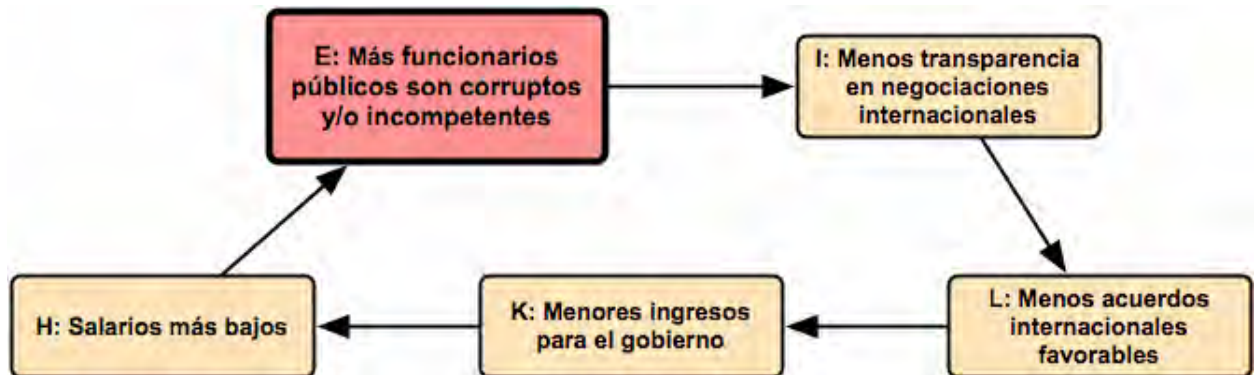 E: Más funcionarios
públicos son corruptos
y/o incompetentes
I: Menos transparencia
en negociaciones
internacionales
H: Salarios más bajos
K: Menores ingresos
para el gobierno
L: Menos acuerdos
internacionales
favorables